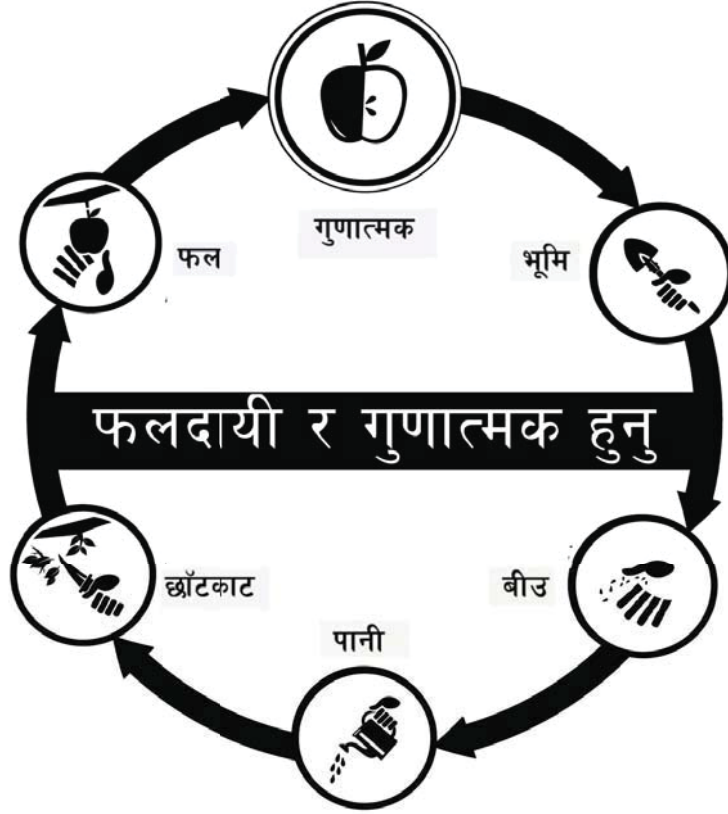 गुणात्मक
फल
भूमि
फलदायी र गुणात्मक हुनु
छाँटकाट
बीउ
पानी